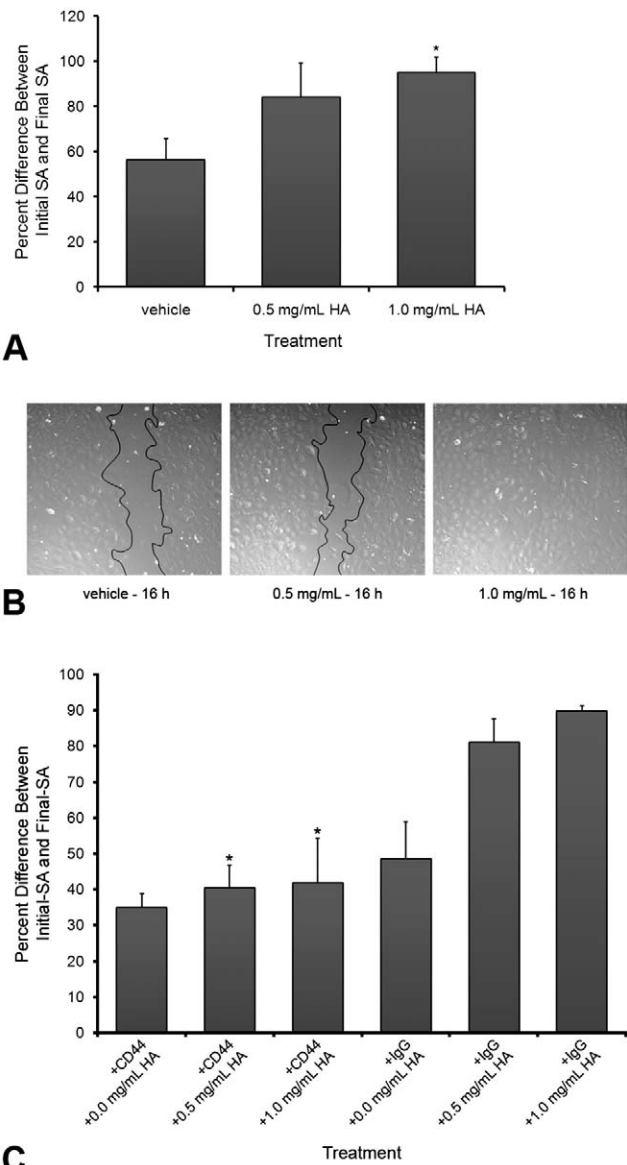 Percent Difference Between
Initial SA and Final SA
120
100
80
60
40
20
0
*
vehicle
0.5 mg/mL HA
1.0 mg/mL HA
Treatment
A
vehicle - 16 h
0.5 mg/mL - 16 h
1.0 mg/mL - 16 h
B
Percent Difference Between
Initial-SA and Final-SA
100
90
80
70
60
50
40
30
20
10
0
*
*
+CD44
+0.0 mg/mL HA
+CD44
+0.5 mg/mL HA
+CD44
+1.0 mg/mL HA
+IgG
+0.0 mg/mL HA
+IgG
+0.5 mg/mL HA
+IgG
+1.0 mg/mL HA
Treatment
C